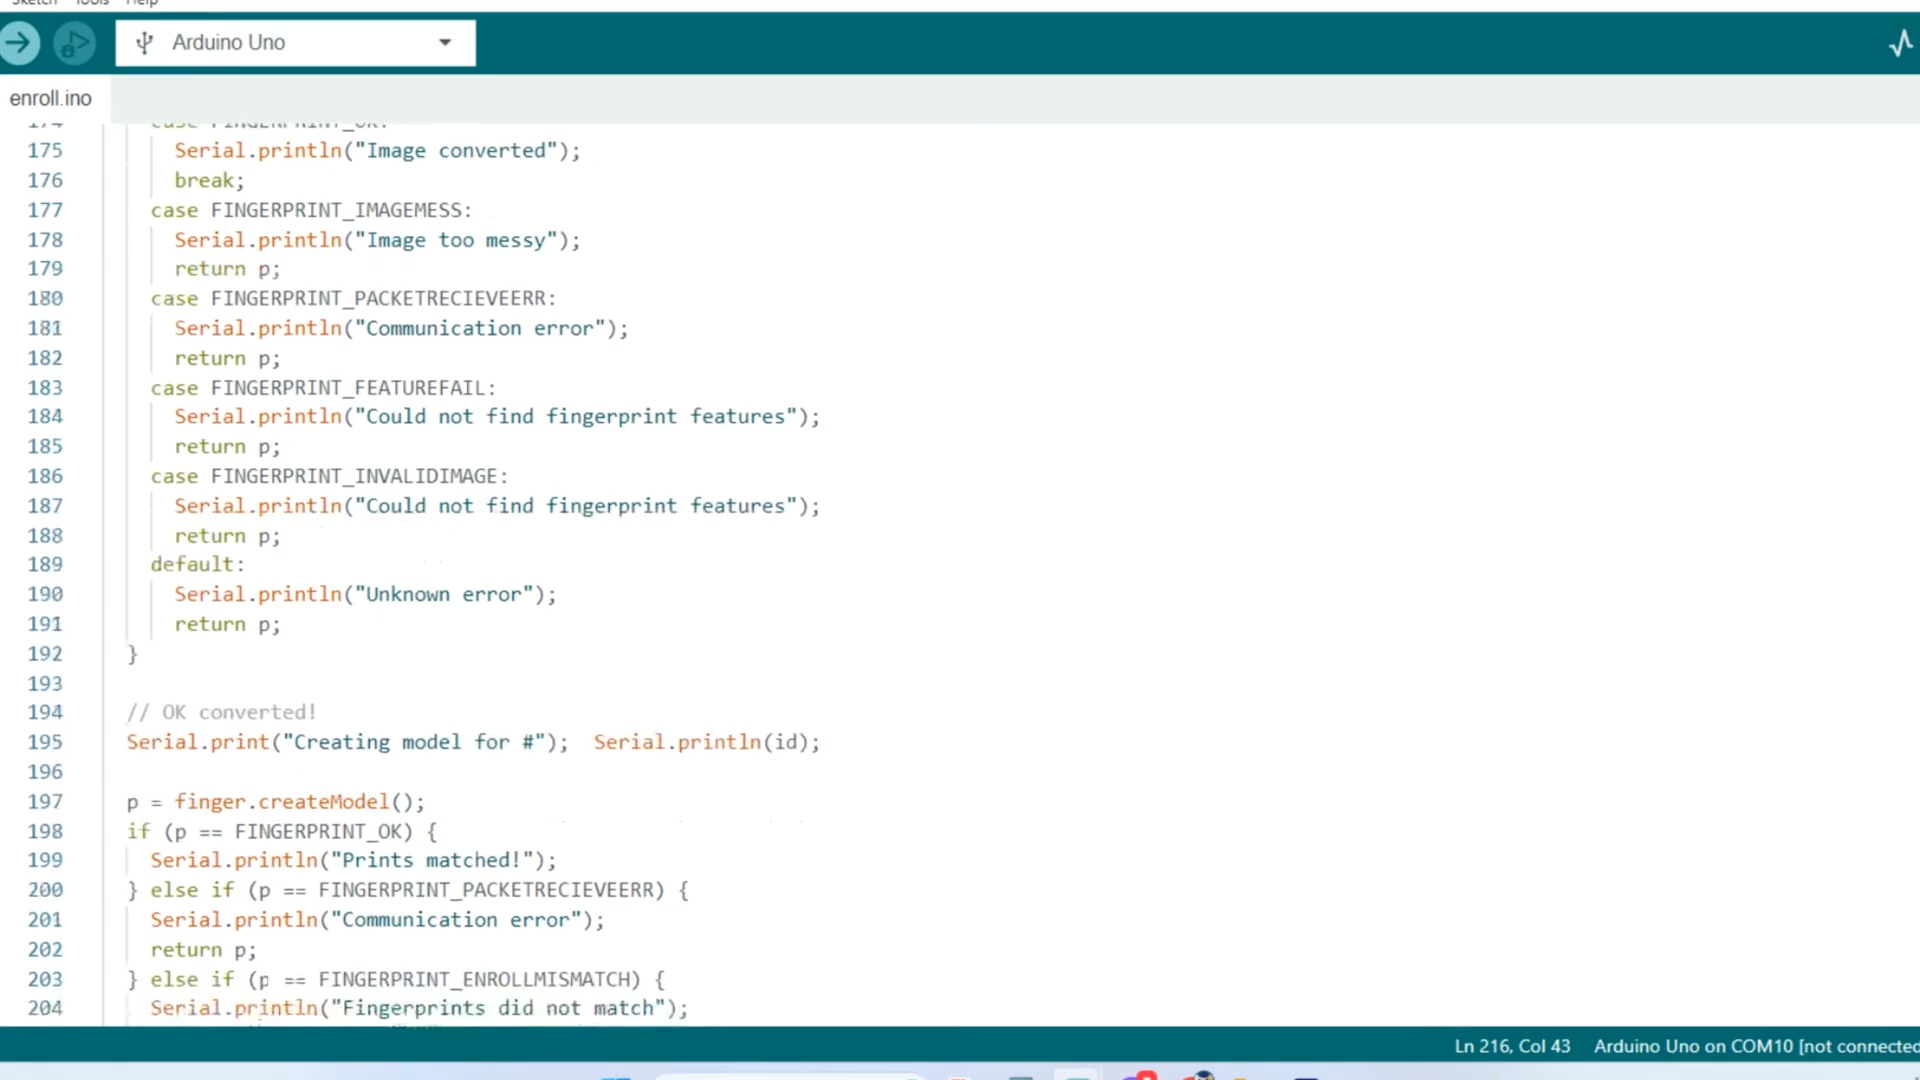 Sketch Tools Help
Arduino Uno
enroll.ino
174 case FINGERPRINT_OK:
175 Serial.println("Image converted");
176 break;
177 case FINGERPRINT_IMAGEMESS:
178 Serial.println("Image too messy");
179 return p;
180 case FINGERPRINT_PACKETRECIEVEERR:
181 Serial.println("Communication error");
182 return p;
183 case FINGERPRINT_FEATUREFAIL:
184 Serial.println("Could not find fingerprint features");
185 return p;
186 case FINGERPRINT_INVALIDIMAGE:
187 Serial.println("Could not find fingerprint features");
188 return p;
189 default:
190 Serial.println("Unknown error");
191 return p;
192 }
193
194 // OK converted!
195 Serial.print("Creating model for #");  Serial.println(id);
196
197 p = finger.createModel();
198 if (p == FINGERPRINT_OK) {
199 Serial.println("Prints matched!");
200 } else if (p == FINGERPRINT_PACKETRECIEVEERR) {
201 Serial.println("Communication error");
202 return p;
203 } else if (p == FINGERPRINT_ENROLLMISMATCH) {
204 Serial.println("Fingerprints did not match");
Ln 216, Col 43 Arduino Uno on COM10 [not connected